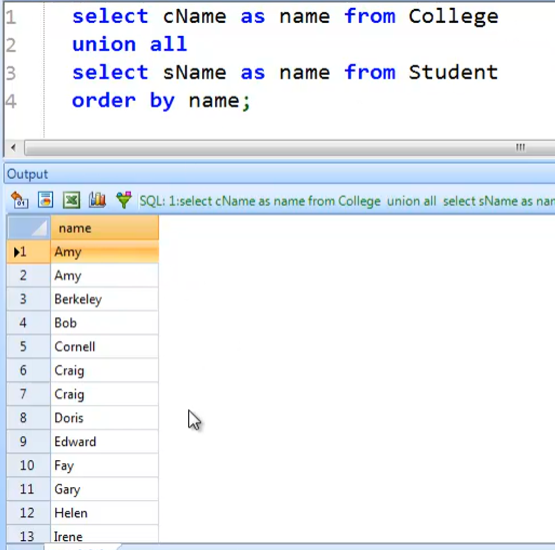 1 select cName as name from College
2 union all
3 select sName as name from Student
4 order by name;
Output
SQL: 1:select cName as name from College union all select sName as nam
name
1 Amy
2 Amy
3 Berkeley
4 Bob
5 Cornell
6 Craig
7 Craig
8 Doris
9 Edward
10 Fay
11 Gary
12 Helen
13 Irene